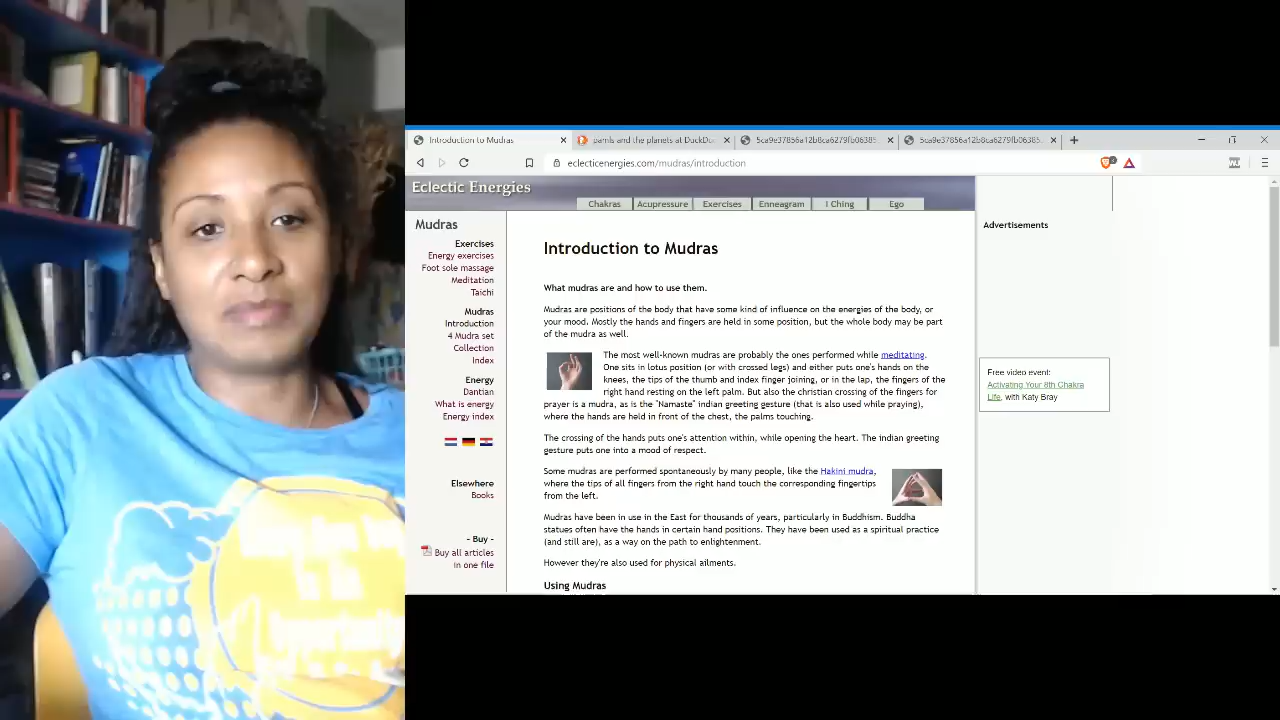 Introduction to Mudras
pamls and the planets at DuckDu
5ca9e37856a12b8ca6279fb06385
5ca9e37856a12b8ca6279fb06385
eclecticenergies.com/mudras/introduction
Eclectic Energies
Chakras Acupressure Exercises Enneagram I Ching Ego
Mudras
Exercises
Energy exercises
Foot sole massage
Meditation
Taichi
Mudras
Introduction
4 Mudra set
Collection
Index
Energy
Dantian
What is energy
Energy index
Elsewhere
Books
- Buy -
Buy all articles
in one file
Introduction to Mudras
What mudras are and how to use them.
Mudras are positions of the body that have some kind of influence on the energies of the body, or
your mood. Mostly the hands and fingers are held in some position, but the whole body may be part
of the mudra as well.
The most well-known mudras are probably the ones performed while meditating.
One sits in lotus position (or with crossed legs) and either puts one's hands on the
knees, the tips of the thumb and index finger joining, or in the lap, the fingers of the
right hand resting on the left palm. But also the christian crossing of the fingers for
prayer is a mudra, as is the "Namaste" indian greeting gesture (that is also used while praying),
where the hands are held in front of the chest, the palms touching.
The crossing of the hands puts one's attention within, while opening the heart. The indian greeting
gesture puts one into a mood of respect.
Some mudras are performed spontaneously by many people, like the Hakini mudra,
where the tips of all fingers from the right hand touch the corresponding fingertips
from the left.
Mudras have been in use in the East for thousands of years, particularly in Buddhism. Buddha
statues often have the hands in certain hand positions. They have been used as a spiritual practice
(and still are), as a way on the path to enlightenment.
However they're also used for physical ailments.
Using Mudras
Advertisements
Free video event:
Activating Your 8th Chakra
Life, with Katy Bray